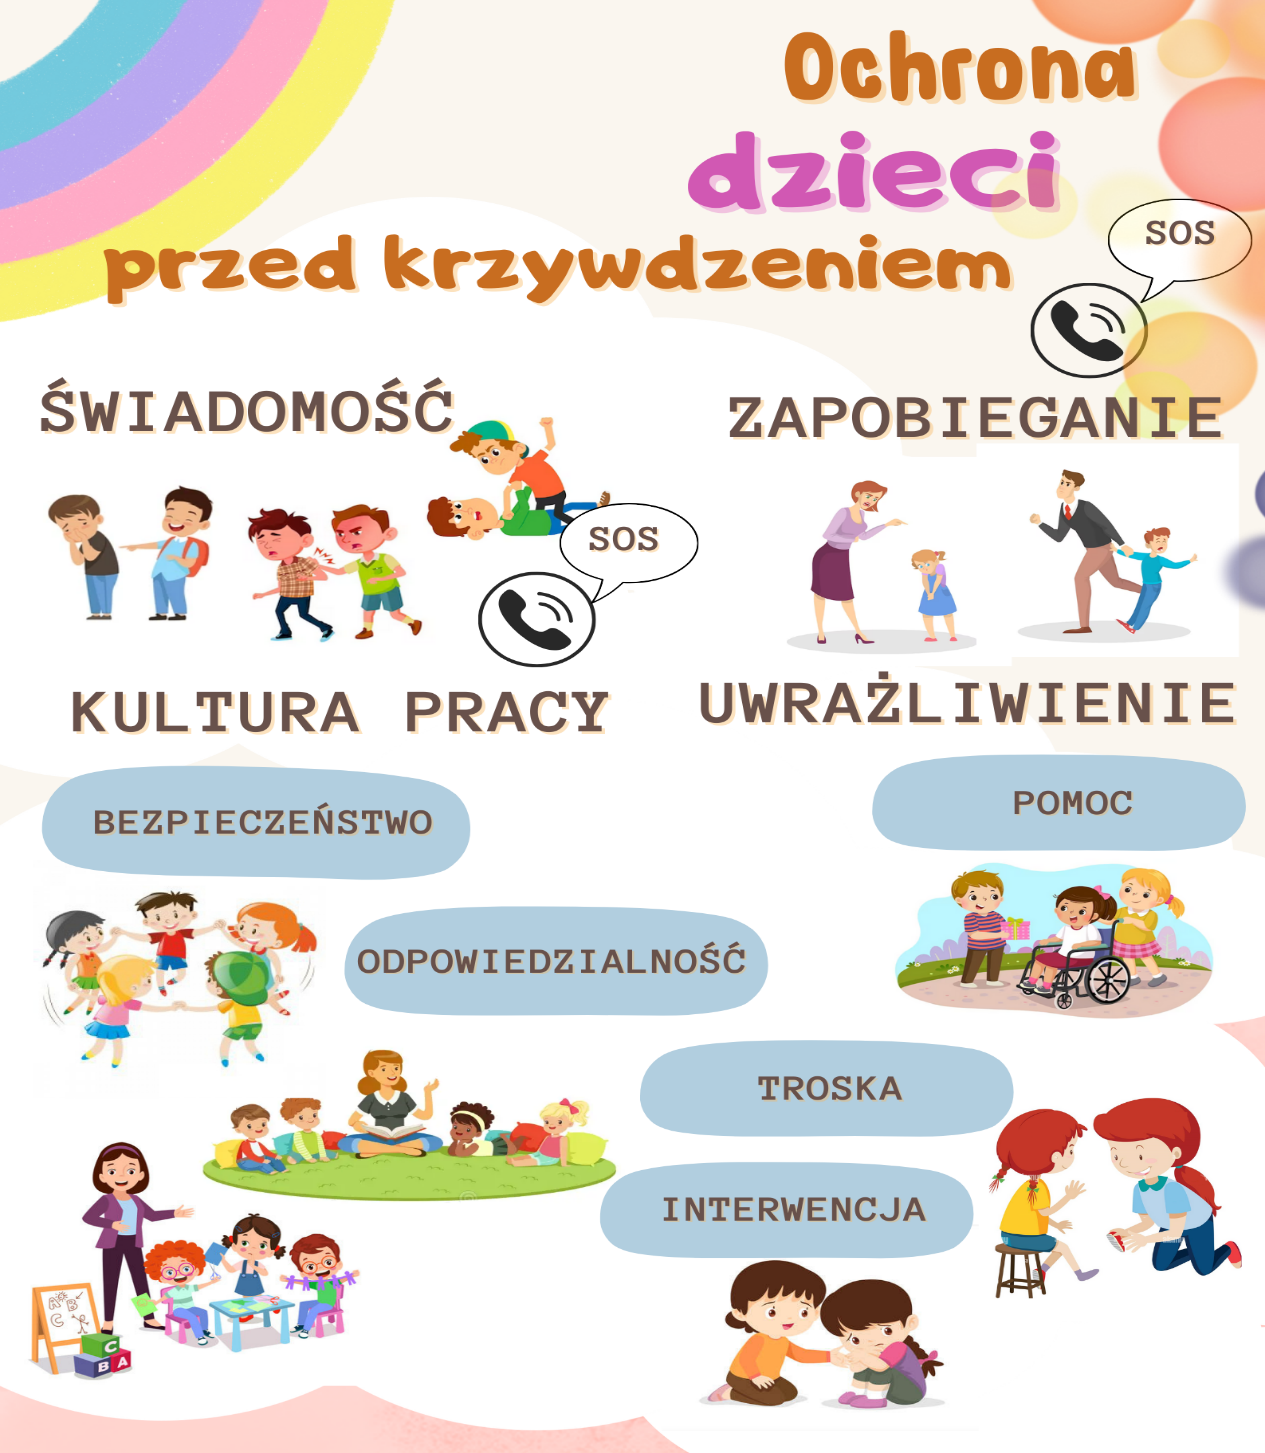 Ochrona
dzieci
przed krzywdzeniem
SOS
ŚWIADOMOŚĆ
ZAPOBIEGANIE
SOS
KULTURA PRACY
UWRAŻLIWIENIE
BEZPIECZEŃSTWO
POMOC
ODPOWIEDZIALNOŚĆ
TROSKA
INTERWENCJA
A B
C
C
B A